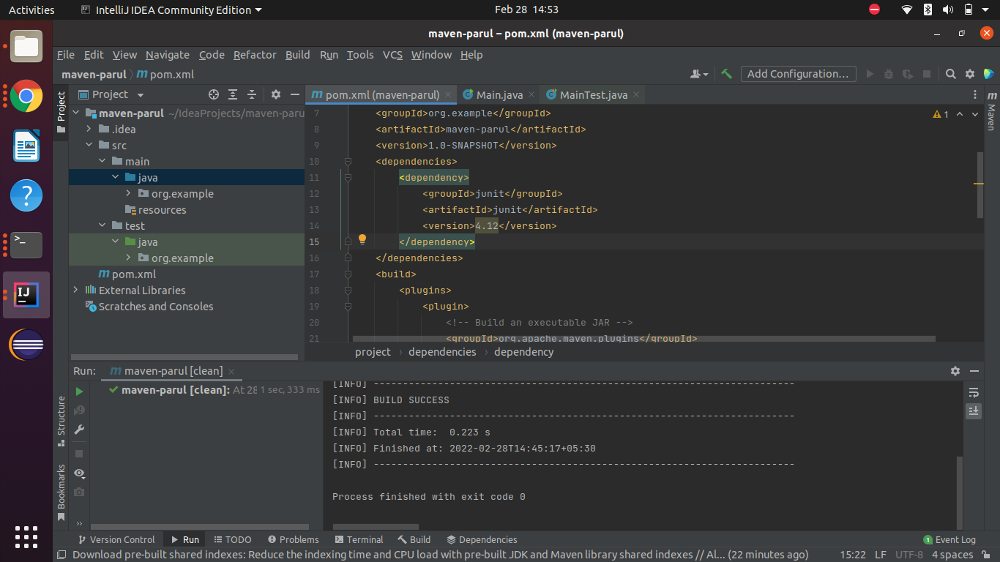 Activities IntelliJ IDEA Community Edition Feb 28 14:53
maven-parul – pom.xml (maven-parul)
File Edit View Navigate Code Refactor Build Run Tools VCS Window Help
maven-parul pom.xml Add Configuration...
Project
Project
maven-parul ~/IdeaProjects/maven-paru
.idea
src
main
java
org.example
resources
test
java
org.example
pom.xml
External Libraries
Scratches and Consoles
pom.xml (maven-parul) Main.java MainTest.java
Maven
1
7 <groupId>org.example</groupId>
8 <artifactId>maven-parul</artifactId>
9 <version>1.0-SNAPSHOT</version>
10 <dependencies>
11 <dependency>
12 <groupId>junit</groupId>
13 <artifactId>junit</artifactId>
14 <version>4.12</version>
15 </dependency>
16 </dependencies>
17 <build>
18 <plugins>
19 <plugin>
20 <!-- Build an executable JAR -->
21 <groupId>org.apache.maven.plugins</groupId>
project › dependencies › dependency
Run: maven-parul [clean]
maven-parul [clean]: At 28 1 sec, 333 ms
Structure
Bookmarks
[INFO] ------------------------------------------------------------------------
[INFO] BUILD SUCCESS
[INFO] ------------------------------------------------------------------------
[INFO] Total time:  0.223 s
[INFO] Finished at: 2022-02-28T14:45:17+05:30
[INFO] ------------------------------------------------------------------------
Process finished with exit code 0
Version Control Run TODO Problems Terminal Build Dependencies 1 Event Log
Download pre-built shared indexes: Reduce the indexing time and CPU load with pre-built JDK and Maven library shared indexes // Al... (22 minutes ago) 15:22 LF UTF-8 4 spaces